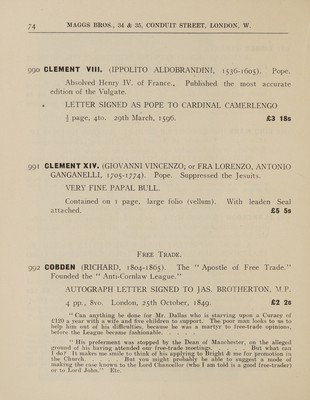 74 MAGGS BROS., 34 & 35, CONDUIT STREET, LONDON, W.
990 CLEMENT VIII. (IPPOLITO ALDOBRANDINI, 1536-1605). Pope.
Absolved Henry IV. of France., Published the most accurate
edition of the Vulgate.
LETTER SIGNED AS POPE TO CARDINAL CAMERLENGO
½ page, 4to. 29th March, 1596. £3 18s
991 CLEMENT XIV. (GIOVANNI VINCENZO; or FRA LORENZO, ANTONIO
GANGANELLI, 1705-1774). Pope. Suppressed the Jesuits.
VERY FINE PAPAL BULL.
Contained on 1 page, large folio (vellum). With leaden Seal
attached. £5 5s
FREE TRADE.
992 COBDEN (RICHARD, 1804-1865). The " Apostle of Free Trade."
Founded the " Anti-Cornlaw League."
AUTOGRAPH LETTER SIGNED TO JAS. BROTHERTON, M.P.
4 pp., 8vo. London, 25th October, 1849. £2 2s
" Can anything be done for Mr. Dallas who is starving upon a Curacy of
£120 a year with a wife and five children to support. The poor man looks to us to
help him out of his difficulties, because he was a martyr to free-trade opinions,
before the League became fashionable. . . . . .
" His preferment was stopped by the Dean of Manchester, on the alleged
ground of his having attended our free-trade meetings. . . . . But what can
I do? It makes me smile to think of his applying to Bright & me for promotion in
the Church. . . . . But you might probably be able to suggest a mode of
making the case known to the Lord Chancellor (who I am told is a good free-trader)
or to Lord John." Etc.